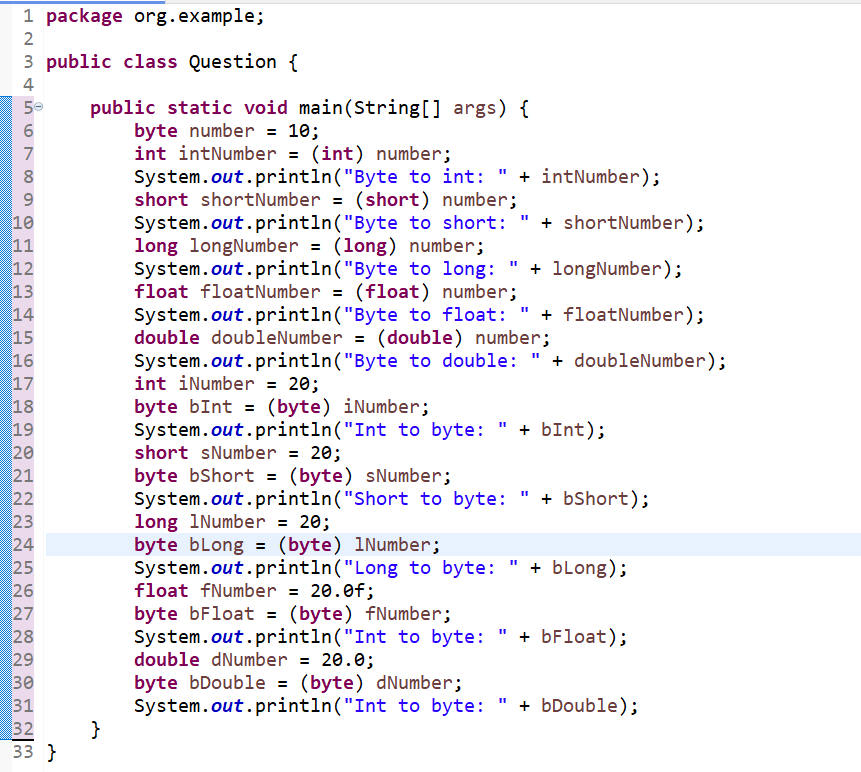 1 package org.example;
2
3 public class Question {
4
5 public static void main(String[] args) {
6 byte number = 10;
7 int intNumber = (int) number;
8 System.out.println("Byte to int: " + intNumber);
9 short shortNumber = (short) number;
10 System.out.println("Byte to short: " + shortNumber);
11 long longNumber = (long) number;
12 System.out.println("Byte to long: " + longNumber);
13 float floatNumber = (float) number;
14 System.out.println("Byte to float: " + floatNumber);
15 double doubleNumber = (double) number;
16 System.out.println("Byte to double: " + doubleNumber);
17 int iNumber = 20;
18 byte bInt = (byte) iNumber;
19 System.out.println("Int to byte: " + bInt);
20 short sNumber = 20;
21 byte bShort = (byte) sNumber;
22 System.out.println("Short to byte: " + bShort);
23 long lNumber = 20;
24 byte bLong = (byte) lNumber;
25 System.out.println("Long to byte: " + bLong);
26 float fNumber = 20.0f;
27 byte bFloat = (byte) fNumber;
28 System.out.println("Int to byte: " + bFloat);
29 double dNumber = 20.0;
30 byte bDouble = (byte) dNumber;
31 System.out.println("Int to byte: " + bDouble);
32 }
33 }